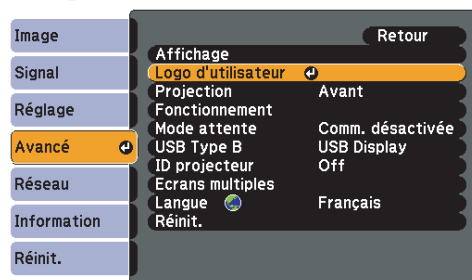 Image
Signal
Réglage
Avancé
Réseau
Information
Réinit.
Retour
Affichage
Logo d'utilisateur
Projection Avant
Fonctionnement
Mode attente Comm. désactivée
USB Type B USB Display
ID projecteur Off
Ecrans multiples
Langue Français
Réinit.